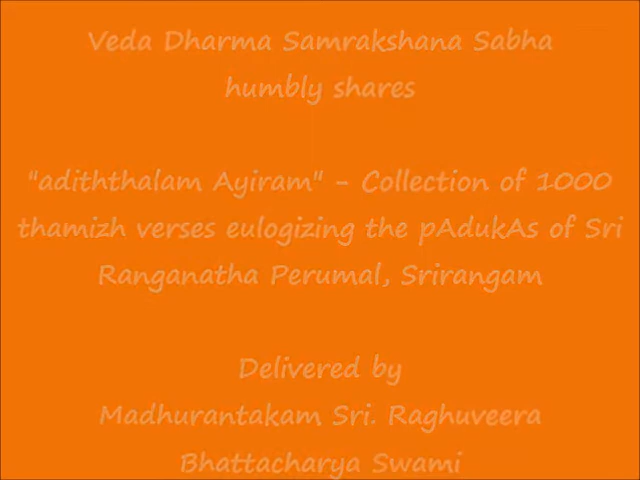 Veda Dharma Samrakshana Sabha
humbly shares
"adiththalam Ayiram" - Collection of 1000
thamizh verses eulogizing the pAdukAs of Sri
Ranganatha Perumal, Srirangam
Delivered by
Madhurantakam Sri. Raghuveera
Bhattacharya Swami